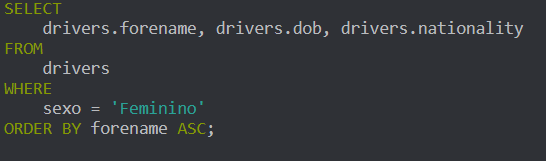 SELECT
    drivers.forename, drivers.dob, drivers.nationality
FROM
    drivers
WHERE
    sexo = 'Feminino'
ORDER BY forename ASC;